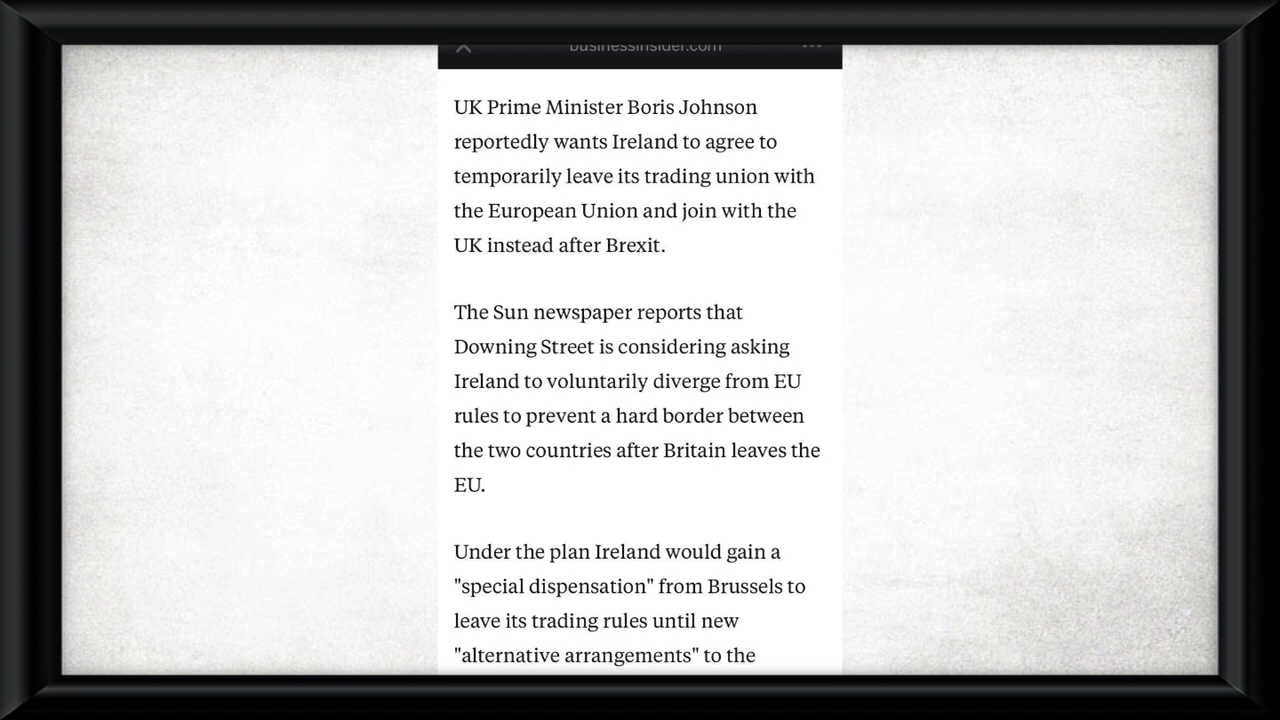 businessinsider.com
UK Prime Minister Boris Johnson
reportedly wants Ireland to agree to
temporarily leave its trading union with
the European Union and join with the
UK instead after Brexit.
The Sun newspaper reports that
Downing Street is considering asking
Ireland to voluntarily diverge from EU
rules to prevent a hard border between
the two countries after Britain leaves the
EU.
Under the plan Ireland would gain a
"special dispensation" from Brussels to
leave its trading rules until new
"alternative arrangements" to the